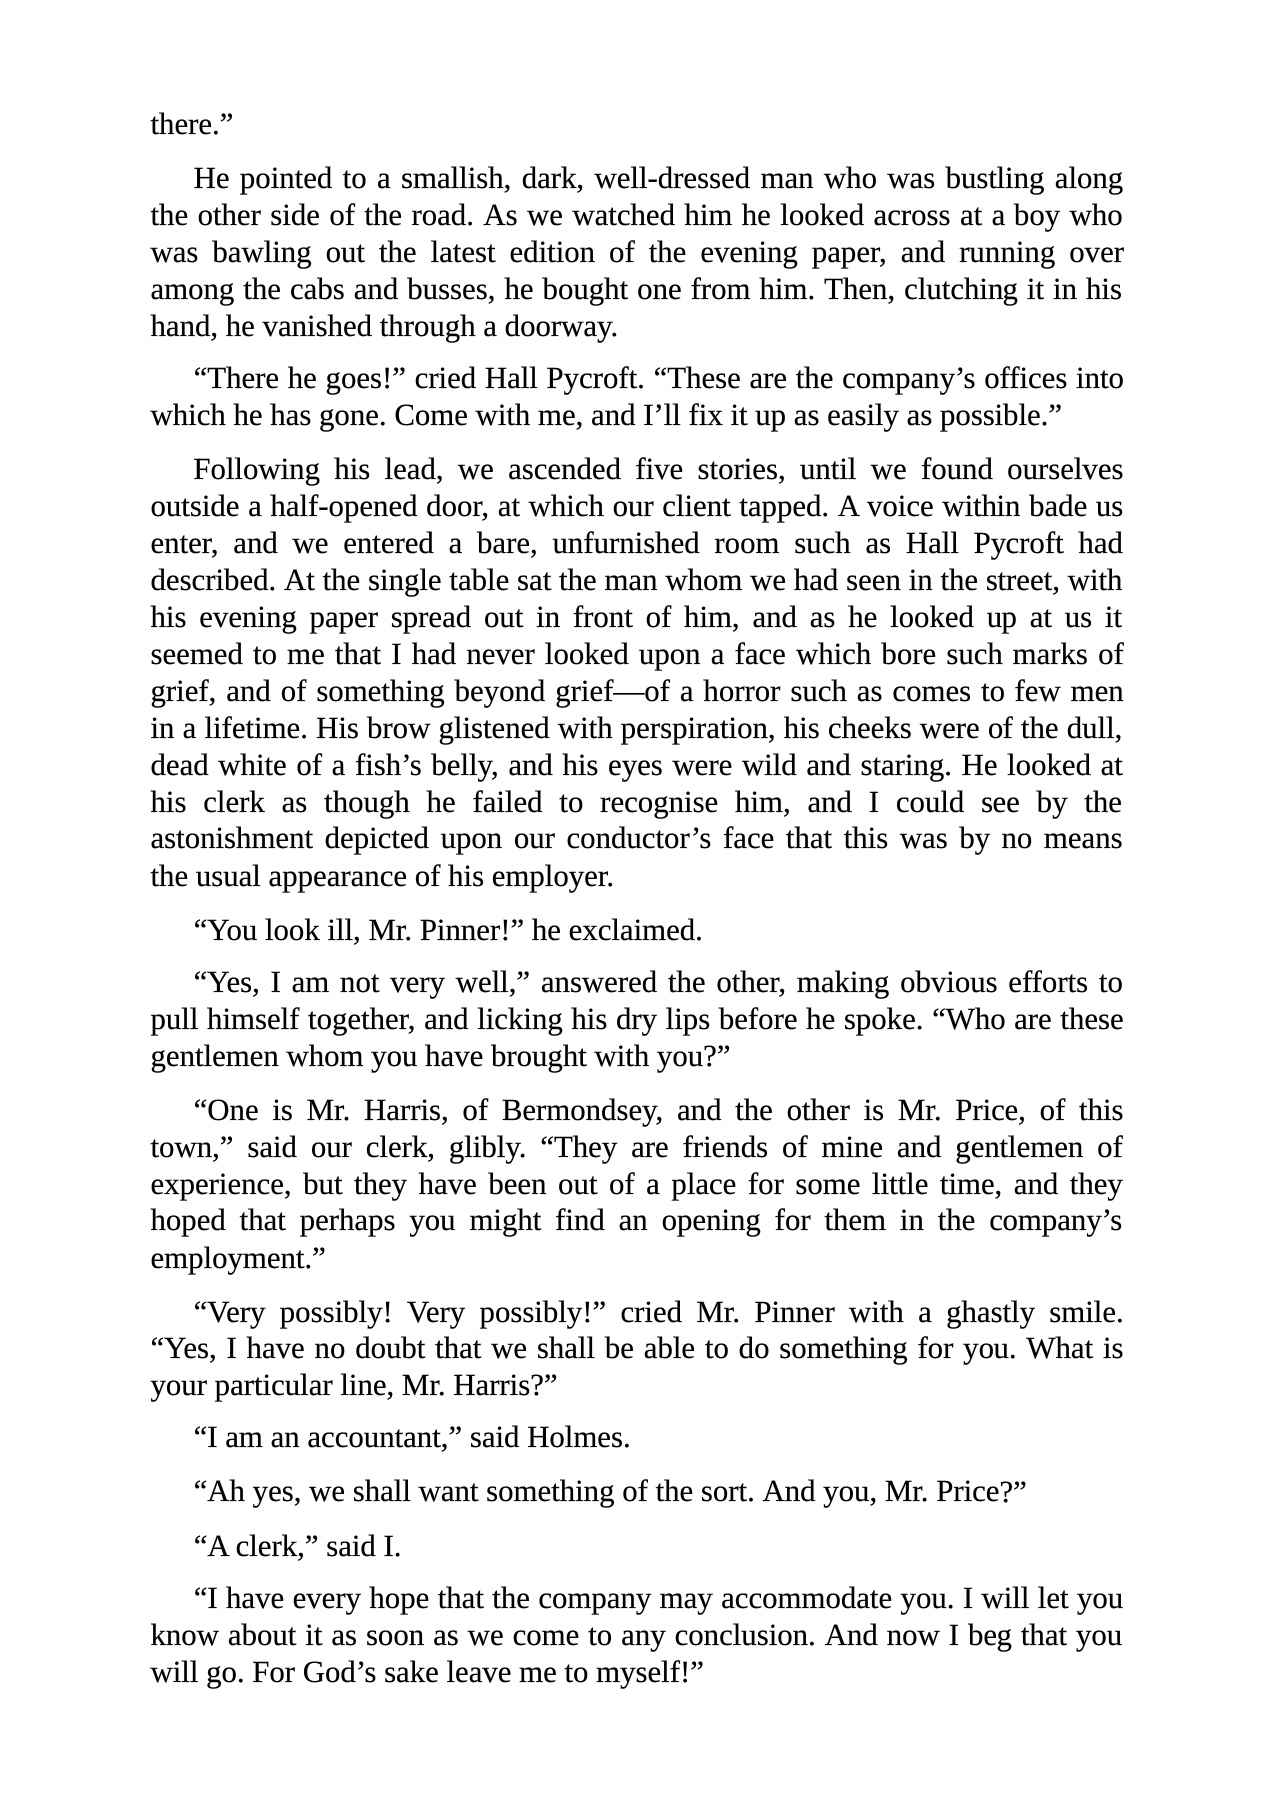 there.”
He pointed to a smallish, dark, well-dressed man who was bustling along
the other side of the road. As we watched him he looked across at a boy who
was bawling out the latest edition of the evening paper, and running over
among the cabs and busses, he bought one from him. Then, clutching it in his
hand, he vanished through a doorway.
“There he goes!” cried Hall Pycroft. “These are the company’s offices into
which he has gone. Come with me, and I’ll fix it up as easily as possible.”
Following his lead, we ascended five stories, until we found ourselves
outside a half-opened door, at which our client tapped. A voice within bade us
enter, and we entered a bare, unfurnished room such as Hall Pycroft had
described. At the single table sat the man whom we had seen in the street, with
his evening paper spread out in front of him, and as he looked up at us it
seemed to me that I had never looked upon a face which bore such marks of
grief, and of something beyond grief—of a horror such as comes to few men
in a lifetime. His brow glistened with perspiration, his cheeks were of the dull,
dead white of a fish’s belly, and his eyes were wild and staring. He looked at
his clerk as though he failed to recognise him, and I could see by the
astonishment depicted upon our conductor’s face that this was by no means
the usual appearance of his employer.
“You look ill, Mr. Pinner!” he exclaimed.
“Yes, I am not very well,” answered the other, making obvious efforts to
pull himself together, and licking his dry lips before he spoke. “Who are these
gentlemen whom you have brought with you?”
“One is Mr. Harris, of Bermondsey, and the other is Mr. Price, of this
town,” said our clerk, glibly. “They are friends of mine and gentlemen of
experience, but they have been out of a place for some little time, and they
hoped that perhaps you might find an opening for them in the company’s
employment.”
“Very possibly! Very possibly!” cried Mr. Pinner with a ghastly smile.
“Yes, I have no doubt that we shall be able to do something for you. What is
your particular line, Mr. Harris?”
“I am an accountant,” said Holmes.
“Ah yes, we shall want something of the sort. And you, Mr. Price?”
“A clerk,” said I.
“I have every hope that the company may accommodate you. I will let you
know about it as soon as we come to any conclusion. And now I beg that you
will go. For God’s sake leave me to myself!”